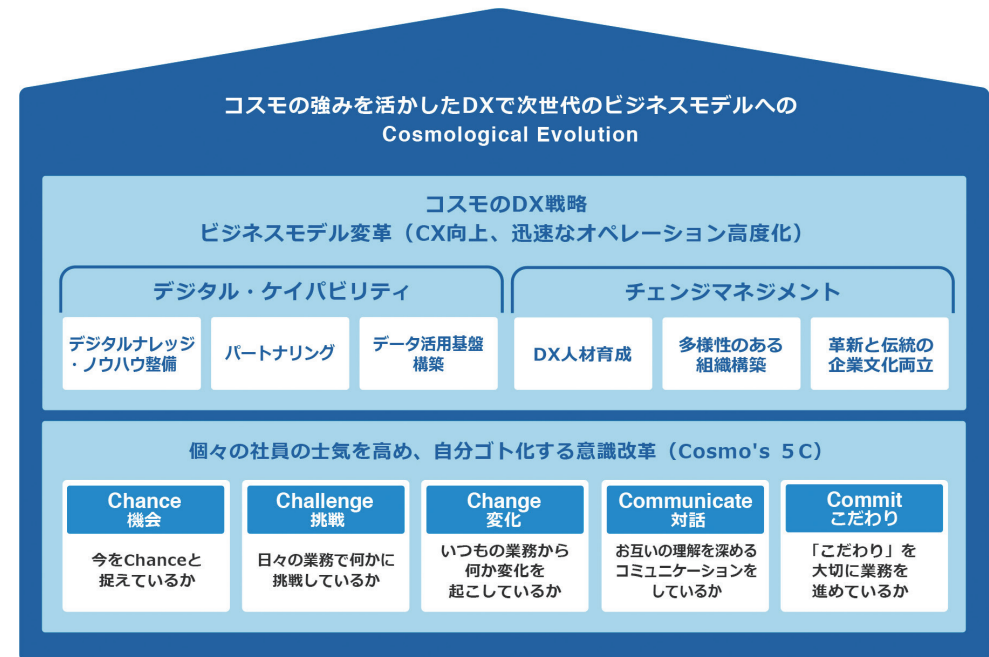 コスモの強みを活かしたDXで次世代のビジネスモデルへの
Cosmological Evolution
コスモのDX戦略
ビジネスモデル変革（CX向上、迅速なオペレーション高度化）
デジタル・ケイパビリティ
チェンジマネジメント
デジタルナレッジ
・ノウハウ整備
パートナリング
データ活用基盤
構築
DX人材育成
多様性のある
組織構築
革新と伝統の
企業文化両立
個々の社員の士気を高め、自分ゴト化する意識改革（Cosmo's 5C）
Chance
機会
今をChanceと
捉えているか
Challenge
挑戦
日々の業務で何かに
挑戦しているか
Change
変化
いつもの業務から
何か変化を
起こしているか
Communicate
対話
お互いの理解を深める
コミュニケーションを
しているか
Commit
こだわり
「こだわり」を
大切に業務を
進めているか